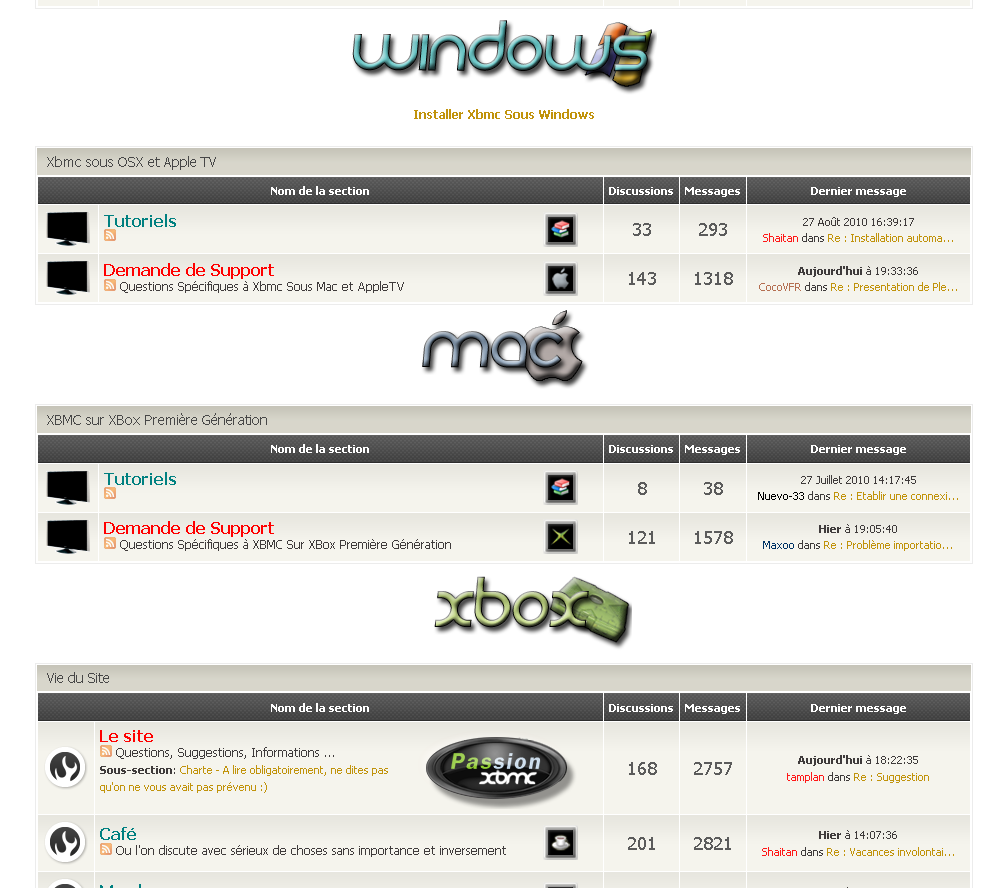 windows
Installer Xbmc Sous Windows
Xbmc sous OSX et Apple TV
Nom de la section Discussions Messages Dernier message
Tutoriels 33 293 27 Août 2010 16:39:17
Shaitan dans Re : Installation automa...
Demande de Support 143 1318 Aujourd'hui à 19:33:36
Questions Spécifiques à Xbmc Sous Mac et AppleTV CocoVFR dans Re : Presentation de Ple...
mac
XBMC sur XBox Première Génération
Nom de la section Discussions Messages Dernier message
Tutoriels 8 38 27 Juillet 2010 14:17:45
Nuevo-33 dans Re : Etablir une connexi...
Demande de Support 121 1578 Hier à 19:05:40
Questions Spécifiques à XBMC Sur XBox Première Génération Maxoo dans Re : Problème importatio...
xbox
Vie du Site
Nom de la section Discussions Messages Dernier message
Le site
Questions, Suggestions, Informations ...
Sous-section: Charte - A lire obligatoirement, ne dites pas
qu'on ne vous avait pas prévenu :)
Passion
xbmc
168 2757 Aujourd'hui à 18:22:35
tamplan dans Re : Suggestion
Café 201 2821 Hier à 14:07:36
Ou l'on discute avec sérieux de choses sans importance et inversement Shaitan dans Re : Vacances involontai...